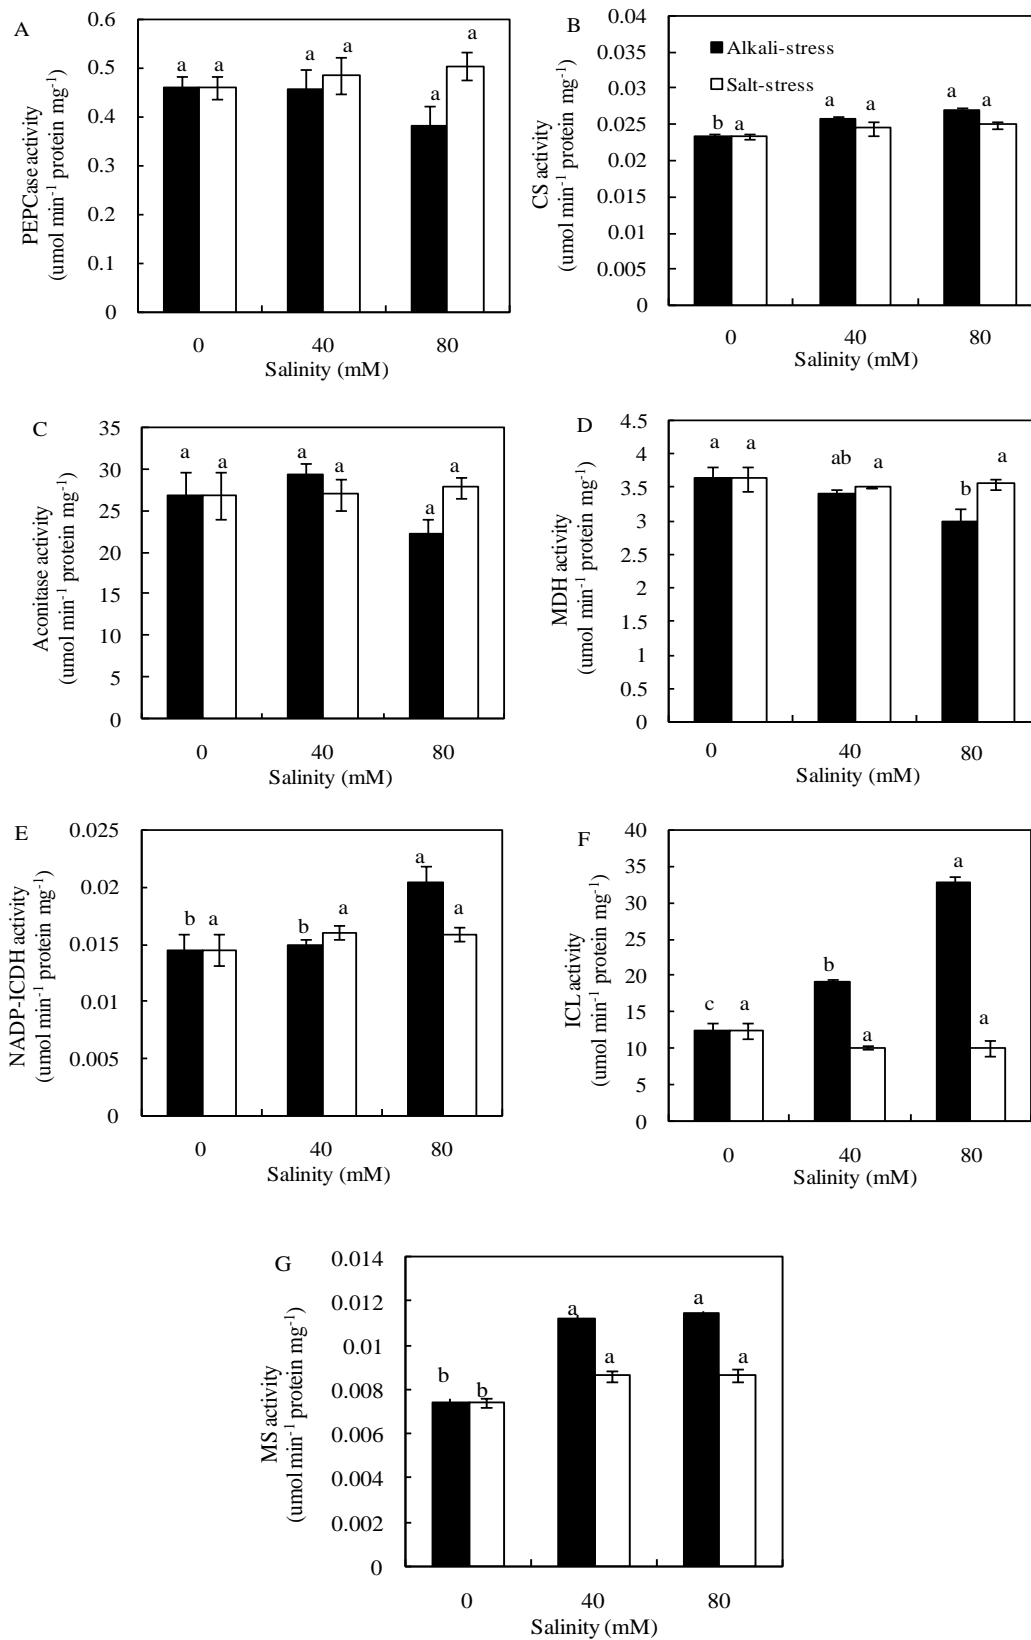 A
0.6
0.5
0.4
0.3
0.2
0.1
0
PEPCase activity
(umol min⁻¹ protein mg⁻¹)
a a a a a a
0 40 80
Salinity (mM)
B
0.04
0.035
0.03
0.025
0.02
0.015
0.01
0.005
0
CS activity
(umol min⁻¹ protein mg⁻¹)
Alkali-stress
Salt-stress
b a a a a a
0 40 80
Salinity (mM)
C
35
30
25
20
15
10
5
0
Aconitase activity
(umol min⁻¹ protein mg⁻¹)
a a a a a a
0 40 80
Salinity (mM)
D
4.5
4
3.5
3
2.5
2
1.5
1
0.5
0
MDH activity
(umol min⁻¹ protein mg⁻¹)
a a ab a b a
0 40 80
Salinity (mM)
E
0.025
0.02
0.015
0.01
0.005
0
NADP-ICDH activity
(umol min⁻¹ protein mg⁻¹)
b a b a a a
0 40 80
Salinity (mM)
F
40
35
30
25
20
15
10
5
0
ICL activity
(umol min⁻¹ protein mg⁻¹)
c a b a a a
0 40 80
Salinity (mM)
G
0.014
0.012
0.01
0.008
0.006
0.004
0.002
0
MS activity
(umol min⁻¹ protein mg⁻¹)
b b a a a a
0 40 80
Salinity (mM)